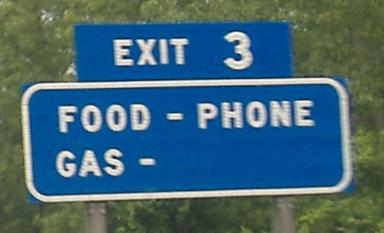 EXIT 3
FOOD - PHONE
GAS -